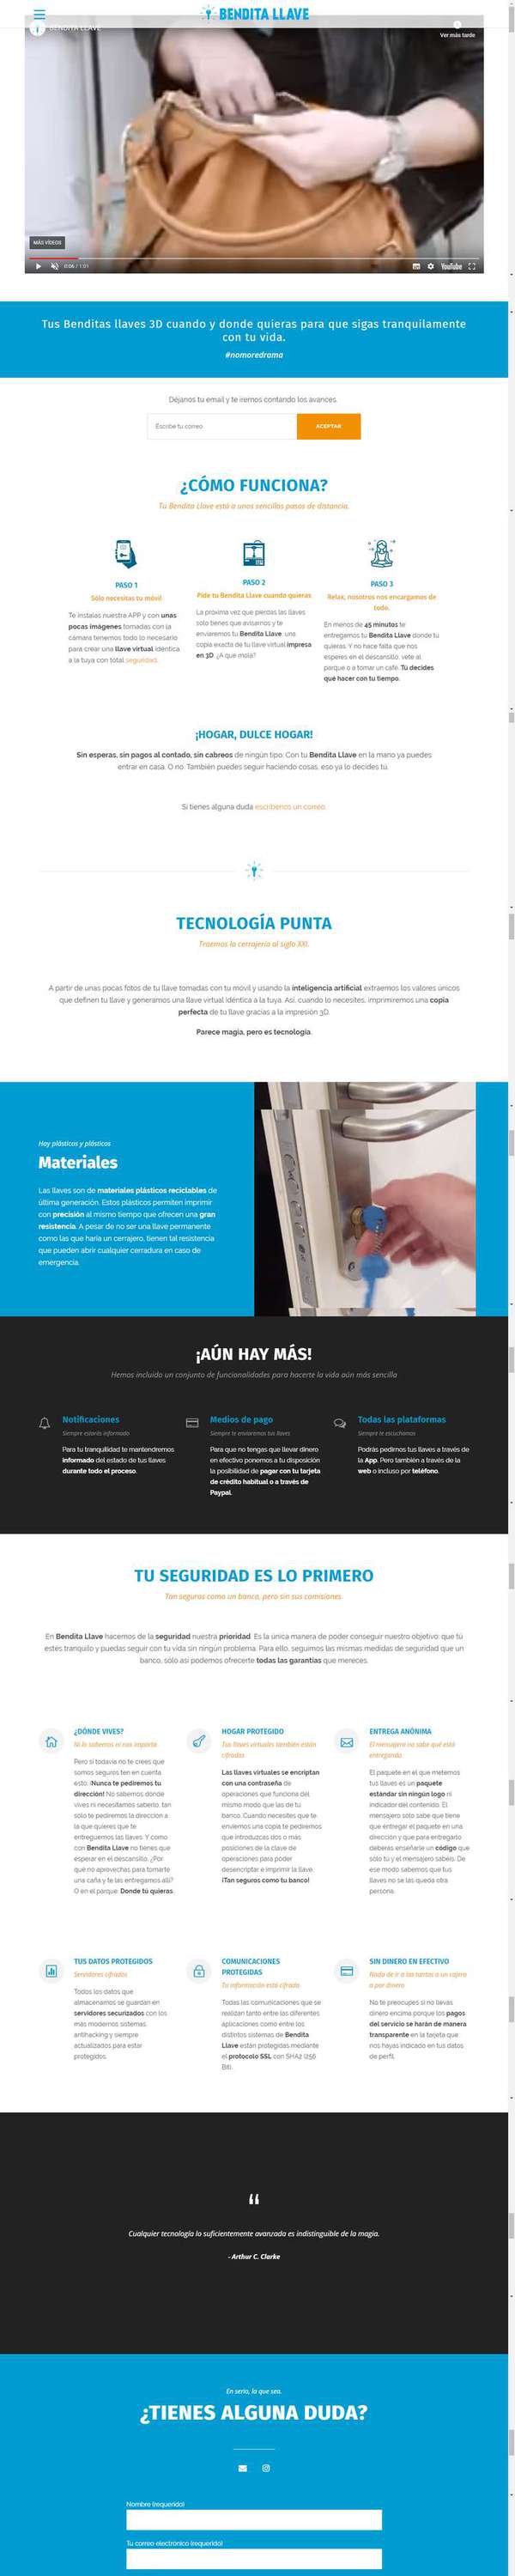 BENDITA LLAVE
BENDITA LLAVE
Ver más tarde
MÁS VÍDEOS
0:06 / 1:01
YouTube
Tus Benditas llaves 3D cuando y donde quieras para que sigas tranquilamente
con tu vida.
#nomoredrama
Déjanos tu email y te iremos contando los avances.
Escribe tu correo
ACEPTAR
¿CÓMO FUNCIONA?
Tu Bendita Llave está a unos sencillos pasos de distancia.
PASO 1
Sólo necesitas tu móvil
Te instalas nuestra APP y con unas
pocas imágenes tomadas con la
cámara tenemos todo lo necesario
para crear una llave virtual idéntica
a la tuya con total seguridad.
PASO 2
Pide tu Bendita Llave cuando quieras
La próxima vez que pierdas las llaves
sólo tienes que avisarnos y te
enviaremos tu Bendita Llave, una
copia exacta de tu llave virtual impresa
en 3D. ¿A que mola?
PASO 3
Relax, nosotros nos encargamos de
todo.
En menos de 45 minutos te
entregamos tu Bendita Llave donde tú
quieras. Y no hace falta que nos
esperes en el descansillo, vete al
parque o a tomar un café. Tú decides
qué hacer con tu tiempo.
¡HOGAR, DULCE HOGAR!
Sin esperas, sin pagos al contado, sin cabreos de ningún tipo. Con tu Bendita Llave en la mano ya puedes
entrar en casa. O no. También puedes seguir haciendo cosas, eso ya lo decides tú.
Si tienes alguna duda escríbenos un correo.
TECNOLOGÍA PUNTA
Traemos la cerrajería al siglo XXI.
A partir de unas pocas fotos de tu llave tomadas con tu móvil y usando la inteligencia artificial extraemos los valores únicos
que definen tu llave y generamos una llave virtual idéntica a la tuya. Así, cuando lo necesites, imprimiremos una copia
perfecta de tu llave gracias a la impresión 3D.
Parece magia, pero es tecnología.
Hay plásticos y plásticos
Materiales
Las llaves son de materiales plásticos reciclables de
última generación. Estos plásticos permiten imprimir
con precisión al mismo tiempo que ofrecen una gran
resistencia. A pesar de no ser una llave permanente
como las que haría un cerrajero, tienen tal resistencia
que pueden abrir cualquier cerradura en caso de
emergencia.
¡AÚN HAY MÁS!
Hemos incluido un conjunto de funcionalidades para hacerte la vida aún más sencilla
Notificaciones
Siempre estarás informado
Para tu tranquilidad te mantendremos
informado del estado de tus llaves
durante todo el proceso.
Medios de pago
Siempre te enviaremos tus llaves
Para que no tengas que llevar dinero
en efectivo ponemos a tu disposición
la posibilidad de pagar con tu tarjeta
de crédito habitual o a través de
Paypal.
Todas las plataformas
Siempre te escuchamos
Podrás pedirnos tus llaves a través de
la App. Pero también a través de la
web o incluso por teléfono.
TU SEGURIDAD ES LO PRIMERO
Tan seguros como un banco, pero sin sus comisiones
En Bendita Llave hacemos de la seguridad nuestra prioridad. Es la única manera de poder conseguir nuestro objetivo: que tú
estés tranquilo y puedas seguir con tu vida sin ningún problema. Para ello, seguimos las mismas medidas de seguridad que un
banco, sólo así podemos ofrecerte todas las garantías que mereces.
¿DÓNDE VIVES?
Ni lo sabemos ni nos importa
Pero si todavía no te crees que
somos seguros ten en cuenta
esto: ¡Nunca te pediremos tu
dirección! No sabemos dónde
vives ni necesitamos saberlo, tan
sólo te pediremos la dirección a
la que quieres que te
entreguemos las llaves. Y como
con Bendita Llave no tienes que
esperar en el descansillo, ¿Por
qué no aprovechas para tomarte
una caña y te las entregamos allí?
O en el parque. Donde tú quieras.
HOGAR PROTEGIDO
Tus llaves virtuales también están
cifradas
Las llaves virtuales se encriptan
con una contraseña de
operaciones que funciona del
mismo modo que las de tu
banco. Cuando necesites que te
enviemos una copia te pediremos
que introduzcas dos o más
posiciones de la clave de
operaciones para poder
desencriptar e imprimir la llave.
¡Tan seguros como tu banco!
ENTREGA ANÓNIMA
El mensajero no sabe qué está
entregando
El paquete en el que metemos
tus llaves es un paquete
estándar sin ningún logo ni
indicador del contenido. El
mensajero sólo sabe que tiene
que entregar el paquete en una
dirección y que para entregarlo
deberás enseñarle un código que
sólo tú y el mensajero sabéis. De
ese modo sabemos que tus
llaves no se las queda otra
persona.
TUS DATOS PROTEGIDOS
Servidores cifrados
Todos los datos que
almacenamos se guardan en
servidores securizados con los
más modernos sistemas
antihacking y siempre
actualizados para estar
protegidos.
COMUNICACIONES
PROTEGIDAS
Tu información está cifrada
Todas las comunicaciones que se
realizan tanto entre las diferentes
aplicaciones como entre los
distintos sistemas de Bendita
Llave están protegidas mediante
el protocolo SSL con SHA2 (256
Bit).
SIN DINERO EN EFECTIVO
Nada de ir a las tantas a un cajero
a por dinero
No te preocupes si no llevas
dinero encima porque los pagos
del servicio se harán de manera
transparente en la tarjeta que
nos hayas indicado en tus datos
de perfil.
“
Cualquier tecnología lo suficientemente avanzada es indistinguible de la magia.
- Arthur C. Clarke
En serio, la que sea.
¿TIENES ALGUNA DUDA?
Nombre (requerido)
Tu correo electrónico (requerido)